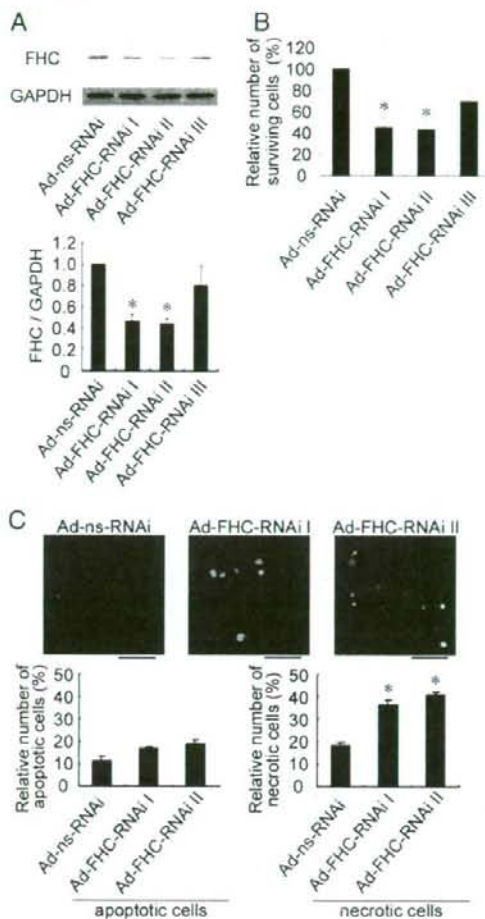 A
FHC
GAPDH
Ad-ns-RNAi
Ad-FHC-RNAi I
Ad-FHC-RNAi II
Ad-FHC-RNAi III
FHC / GAPDH
1.2
1.0
0.8
0.6
0.4
0.2
0
*
*
Ad-ns-RNAi
Ad-FHC-RNAi I
Ad-FHC-RNAi II
Ad-FHC-RNAi III
B
Relative number of
surviving cells (%)
120
100
80
60
40
20
0
*
*
Ad-ns-RNAi
Ad-FHC-RNAi I
Ad-FHC-RNAi II
Ad-FHC-RNAi III
C
Ad-ns-RNAi
Ad-FHC-RNAi I
Ad-FHC-RNAi II
Relative number of
apoptotic cells (%)
50
40
30
20
10
0
Ad-ns-RNAi
Ad-FHC-RNAi I
Ad-FHC-RNAi II
apoptotic cells
Relative number of
necrotic cells (%)
50
40
30
20
10
0
*
*
Ad-ns-RNAi
Ad-FHC-RNAi I
Ad-FHC-RNAi II
necrotic cells